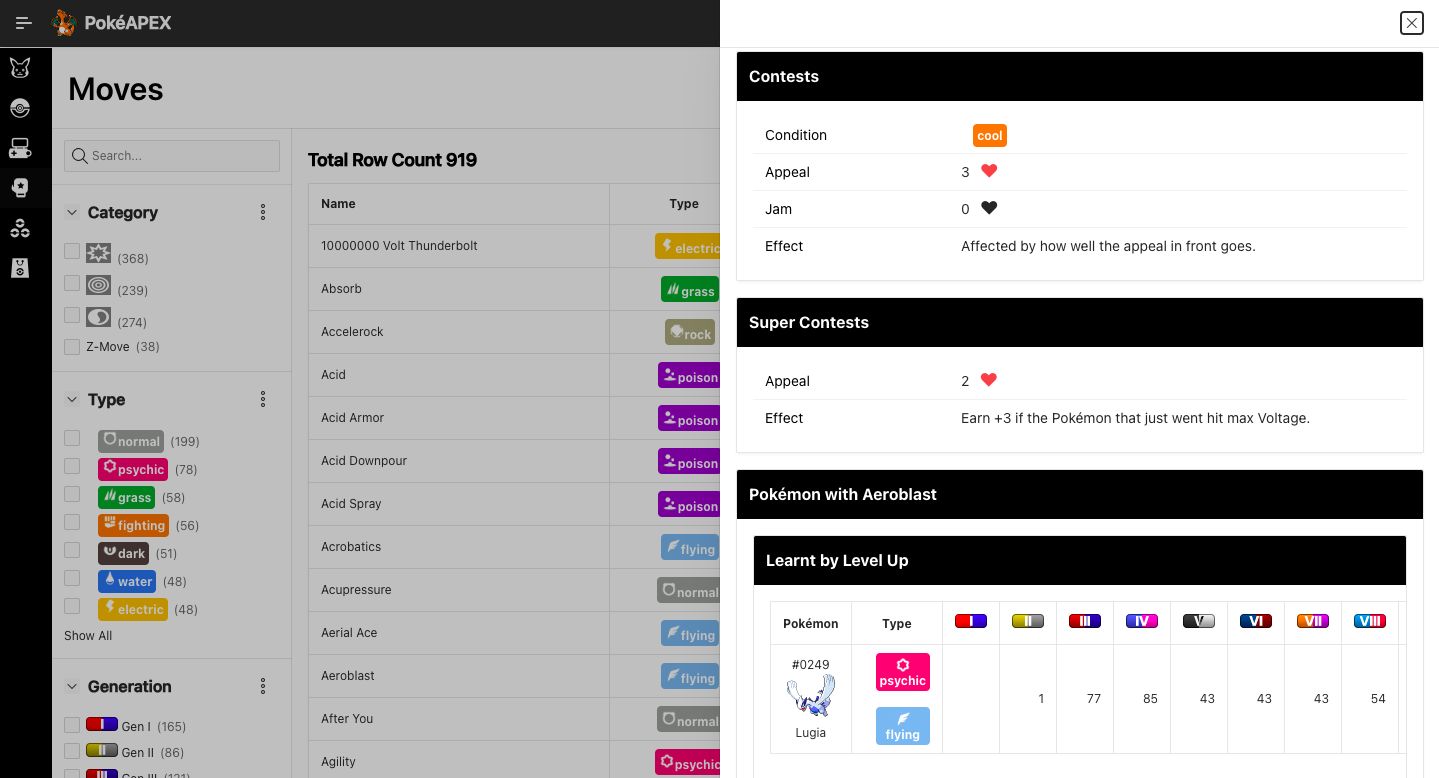 PokéAPEX
Moves
Search...
Category
(368)
(239)
(274)
Z-Move (38)
Type
normal (199)
psychic (78)
grass (58)
fighting (56)
dark (51)
water (48)
electric (48)
Show All
Generation
I Gen I (165)
II Gen II (86)
Total Row Count 919
Name Type
10000000 Volt Thunderbolt electric
Absorb grass
Accelerock rock
Acid poison
Acid Armor poison
Acid Downpour poison
Acid Spray poison
Acrobatics flying
Acupressure normal
Aerial Ace flying
Aeroblast flying
After You normal
Agility psychic
Contests
Condition cool
Appeal 3
Jam 0
Effect Affected by how well the appeal in front goes.
Super Contests
Appeal 2
Effect Earn +3 if the Pokémon that just went hit max Voltage.
Pokémon with Aeroblast
Learnt by Level Up
Pokémon Type I II III IV V VI VII VIII
#0249
Lugia
psychic
flying
1 77 85 43 43 43 54